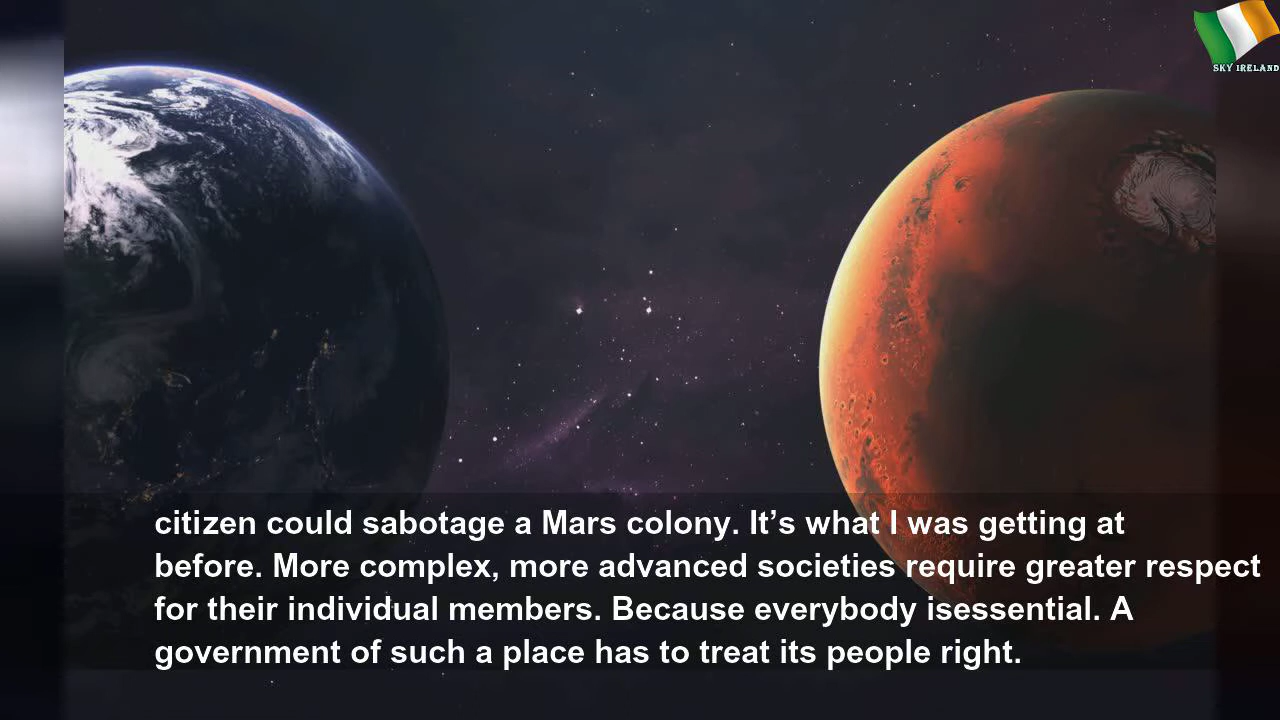 SKY IRELAND
citizen could sabotage a Mars colony. It’s what I was getting at
before. More complex, more advanced societies require greater respect
for their individual members. Because everybody isessential. A
government of such a place has to treat its people right.